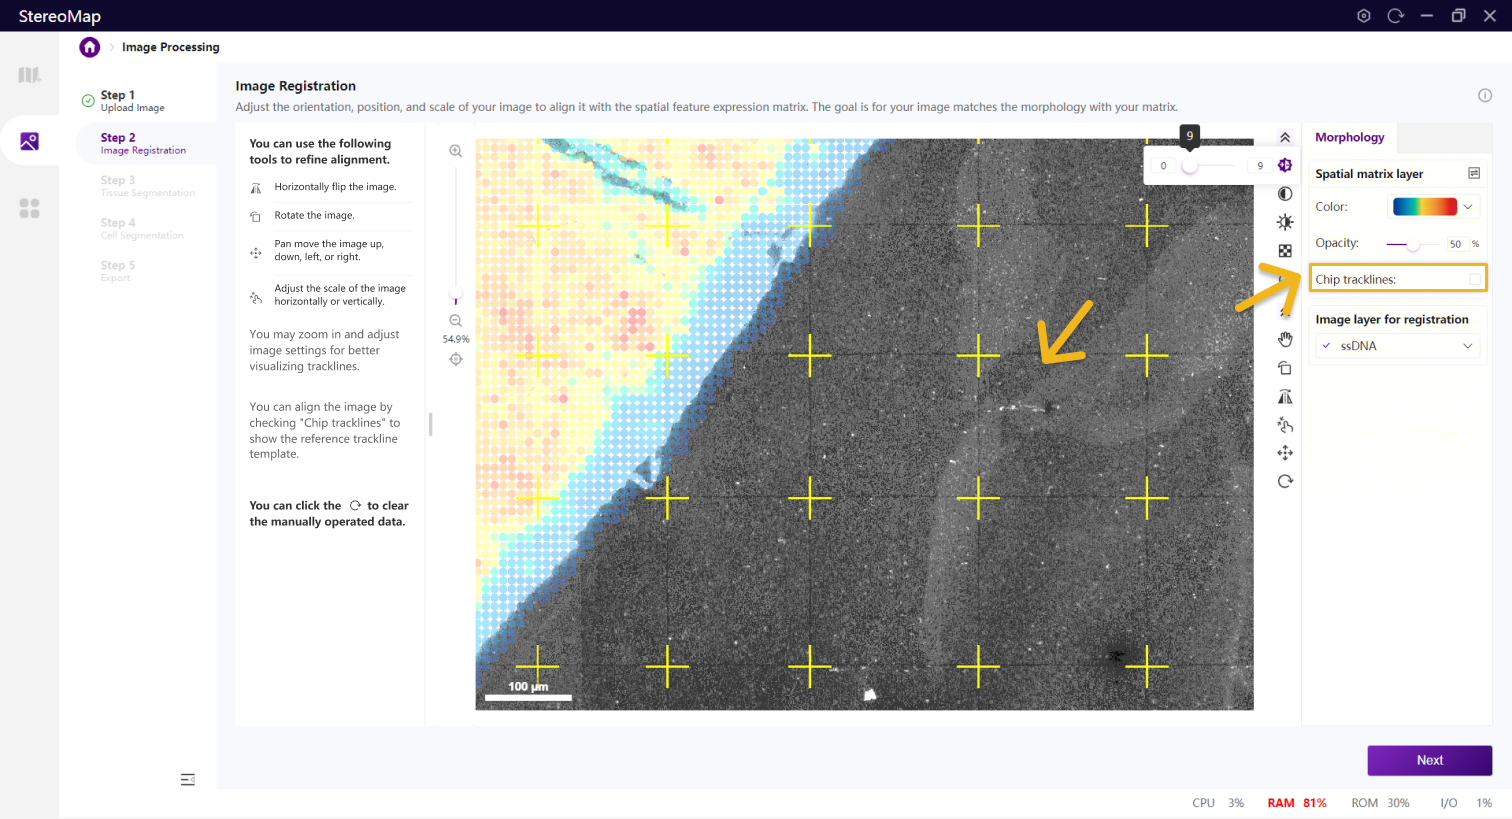 StereoMap
Image Processing
Step 1
Upload Image
Step 2
Image Registration
Step 3
Tissue Segmentation
Step 4
Cell Segmentation
Step 5
Export
Image Registration
Adjust the orientation, position, and scale of your image to align it with the spatial feature expression matrix. The goal is for your image matches the morphology with your matrix.
You can use the following
tools to refine alignment.
Horizontally flip the image.
Rotate the image.
Pan move the image up,
down, left, or right.
Adjust the scale of the image
horizontally or vertically.
You may zoom in and adjust
image settings for better
visualizing tracklines.
You can align the image by
checking "Chip tracklines" to
show the reference trackline
template.
You can click the to clear
the manually operated data.
54.9%
100 μm
9
0
9
Morphology
Spatial matrix layer
Color:
Opacity:
50 %
Chip tracklines:
Image layer for registration
ssDNA
Next
CPU 3% RAM 81% ROM 30% I/O 1%